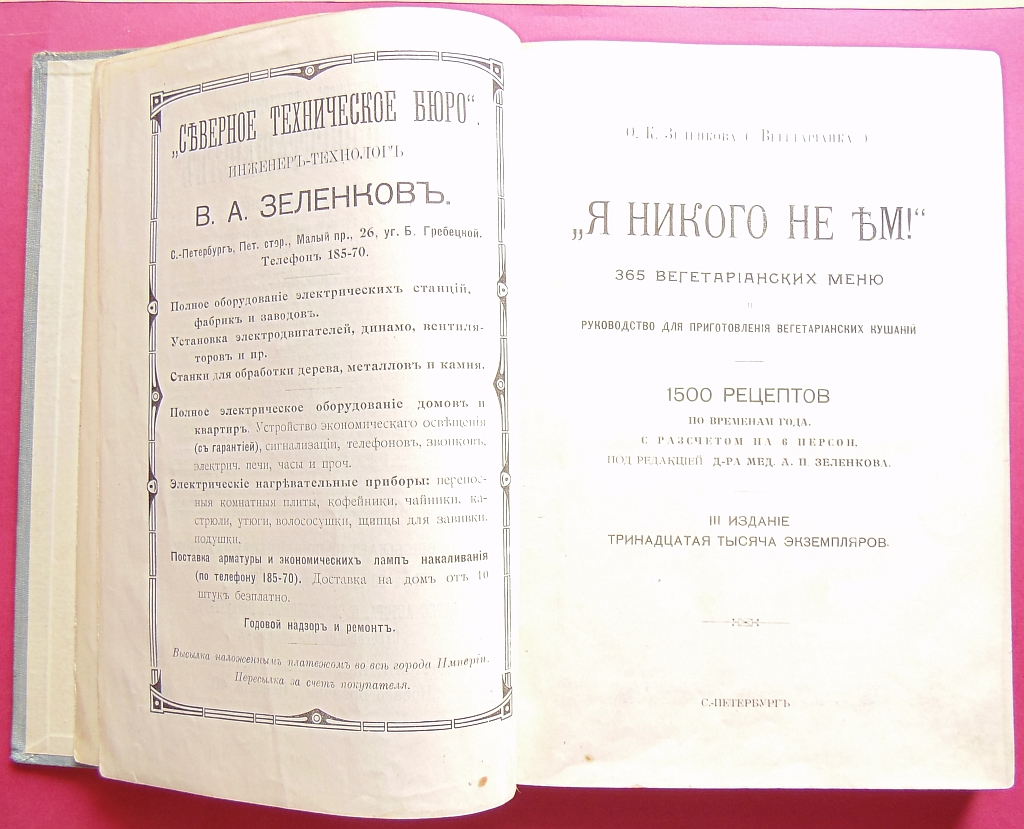 „СѢВЕРНОЕ ТЕХНИЧЕСКОЕ БЮРО“.
ИНЖЕНЕРЪ-ТЕХНОЛОГЪ
В. А. ЗЕЛЕНКОВЪ.
С.-Петербургъ, Пет. стор., Малый пр., 26, уг. Б. Гребецкой.
Телефонъ 185-70.
Полное оборудованіе электрическихъ станцій,
фабрик и заводовъ.
Установка электродвигателей, динамо, вентиля-
торовъ и пр.
Станки для обработки дерева, металловъ и камня.
Полное электрическое оборудованіе домовъ и
квартиръ. Устройство экономическаго освѣщенія
(съ гарантіей), сигнализаціи, телефоновъ, звонковъ,
электрич. печи, часы и проч.
Электрическіе нагрѣвательные приборы: перенос-
ныя комнатныя плиты, кофейники, чайники, ка-
стрюли, утюги, волососушки, щипцы для завивки,
подушки.
Поставка арматуры и экономическихъ лампъ накаливанія
(по телефону 185-70). Доставка на домъ отъ 10
штукъ безплатно.
Годовой надзоръ и ремонтъ.
Высылка наложеннымъ платежомъ во всѣ города Имперіи.
Пересылка за счетъ покупателя.
О. К. Зеленкова (Вегетаріанка)
„Я НИКОГО НЕ ѢМ!“
365 ВЕГЕТАРІАНСКИХ МЕНЮ
и
РУКОВОДСТВО ДЛЯ ПРИГОТОВЛЕНІЯ ВЕГЕТАРІАНСКИХ КУШАНІЙ
1500 РЕЦЕПТОВ
ПО ВРЕМЕНАМ ГОДА.
С РАЗСЧЕТОМ НА 6 ПЕРСОН.
ПОД РЕДАКЦІЕЙ Д-РА МЕД. А. П. ЗЕЛЕНКОВА.
III ИЗДАНІЕ
ТРИНАДЦАТАЯ ТЫСЯЧА ЭКЗЕМПЛЯРОВ.
С.-ПЕТЕРБУРГЪ